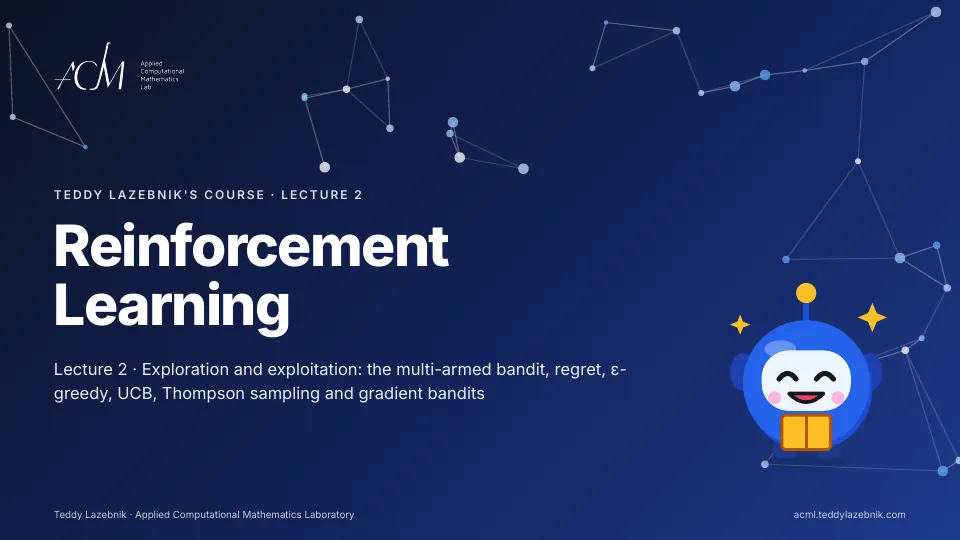 ACM
Applied
Computational
Mathematics
Lab
TEDDY LAZEBNIK'S COURSE · LECTURE 2
Reinforcement
Learning
Lecture 2 · Exploration and exploitation: the multi-armed bandit, regret, ε-
greedy, UCB, Thompson sampling and gradient bandits
Teddy Lazebnik · Applied Computational Mathematics Laboratory
acml.teddylazebnik.com